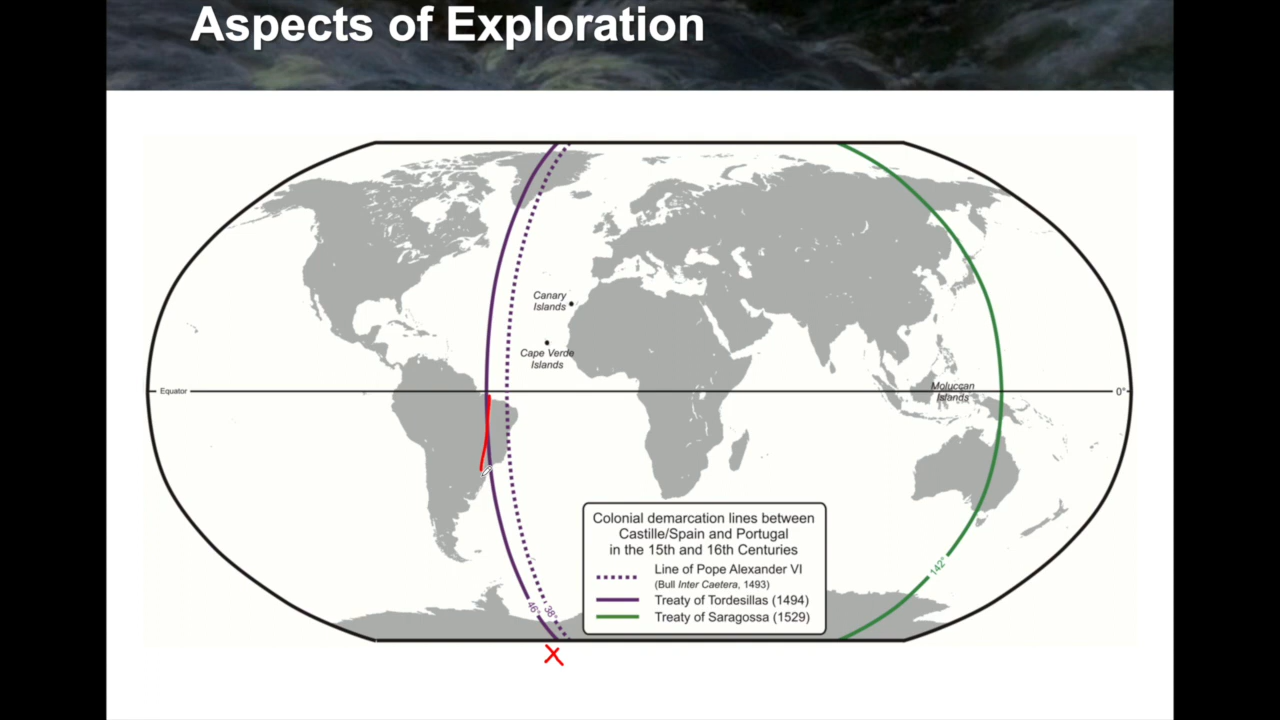 Aspects of Exploration
Canary
Islands
Cape Verde
Islands
Equator
Moluccan
Islands
0°
Colonial demarcation lines between
Castille/Spain and Portugal
in the 15th and 16th Centuries
Line of Pope Alexander VI
(Bull Inter Caetera, 1493)
Treaty of Tordesillas (1494)
Treaty of Saragossa (1529)
142°
46°
38°
X